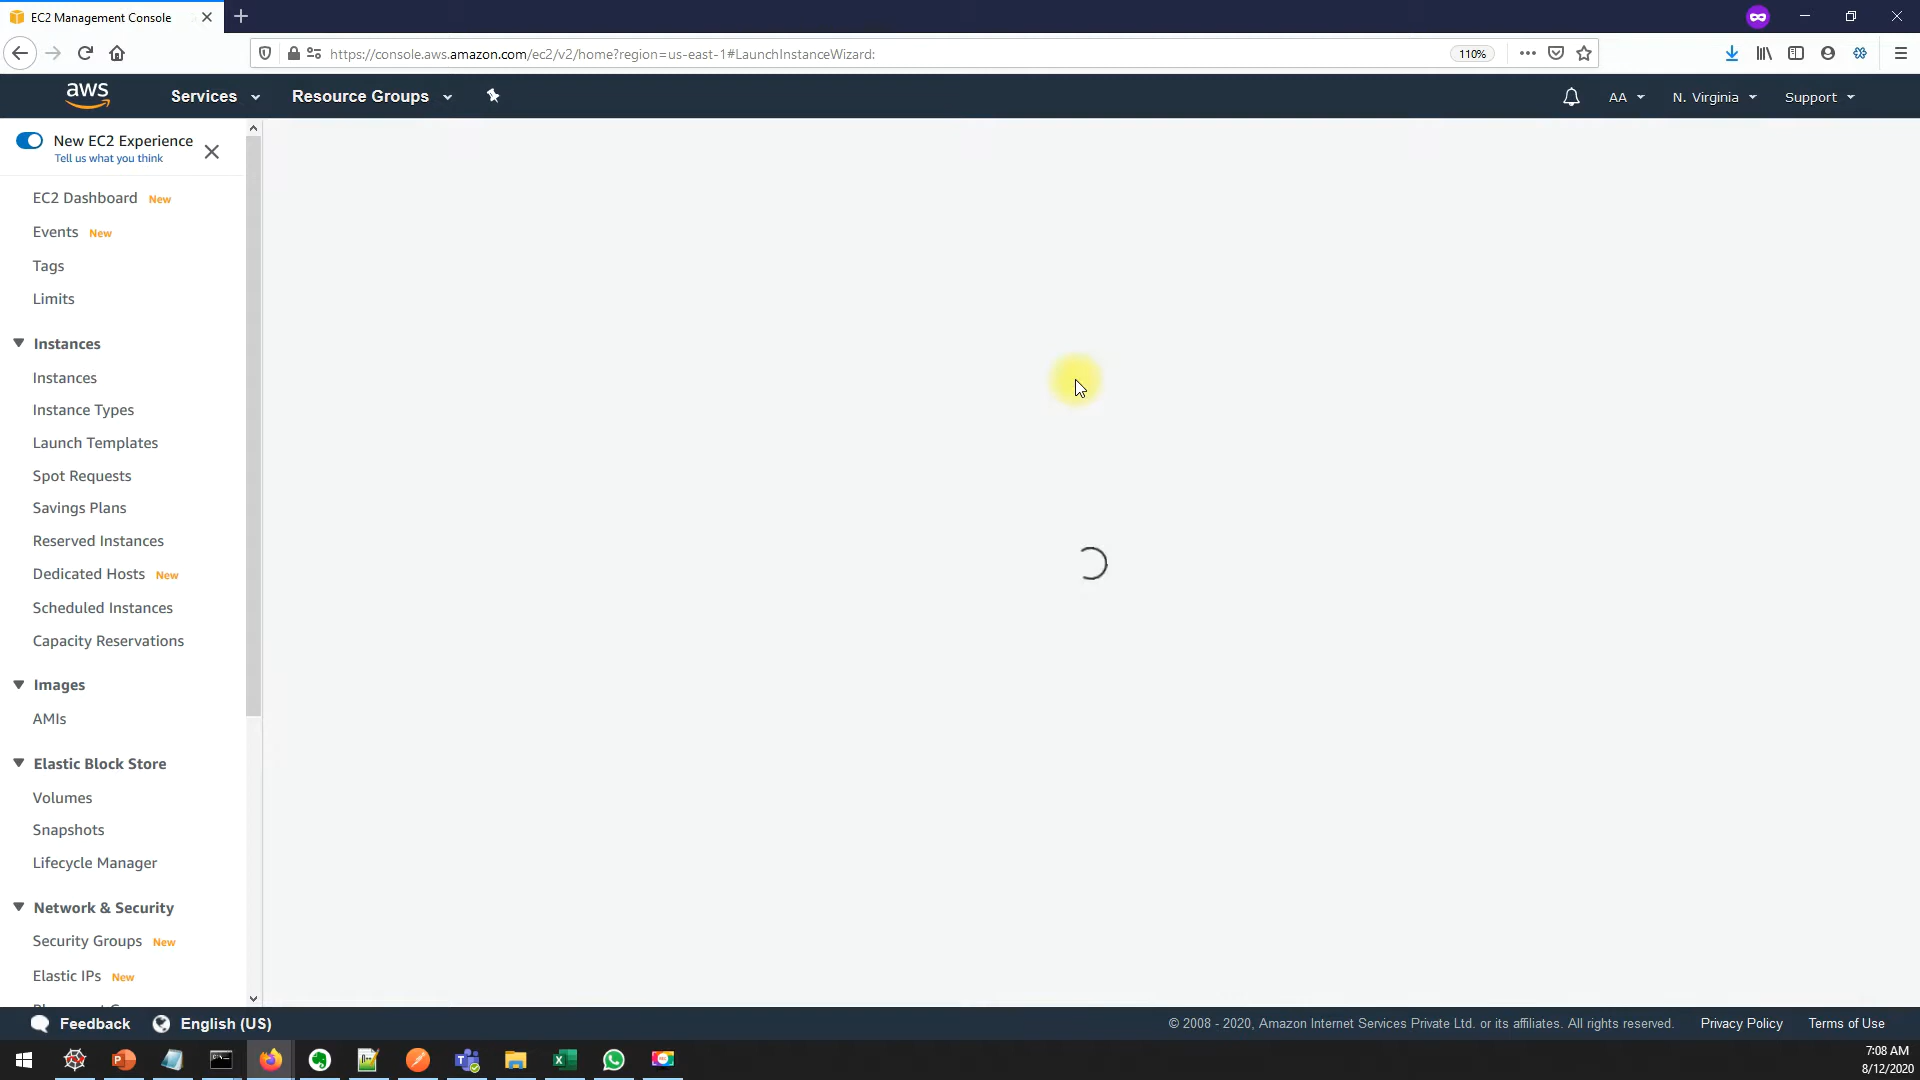 EC2 Management Console
https://console.aws.amazon.com/ec2/v2/home?region=us-east-1#LaunchInstanceWizard:
110%
aws
Services
Resource Groups
AA
N. Virginia
Support
New EC2 Experience
Tell us what you think
EC2 Dashboard New
Events New
Tags
Limits
Instances
Instances
Instance Types
Launch Templates
Spot Requests
Savings Plans
Reserved Instances
Dedicated Hosts New
Scheduled Instances
Capacity Reservations
Images
AMIs
Elastic Block Store
Volumes
Snapshots
Lifecycle Manager
Network & Security
Security Groups New
Elastic IPs New
Feedback
English (US)
© 2008 - 2020, Amazon Internet Services Private Ltd. or its affiliates. All rights reserved.
Privacy Policy
Terms of Use
7:08 AM
8/12/2020